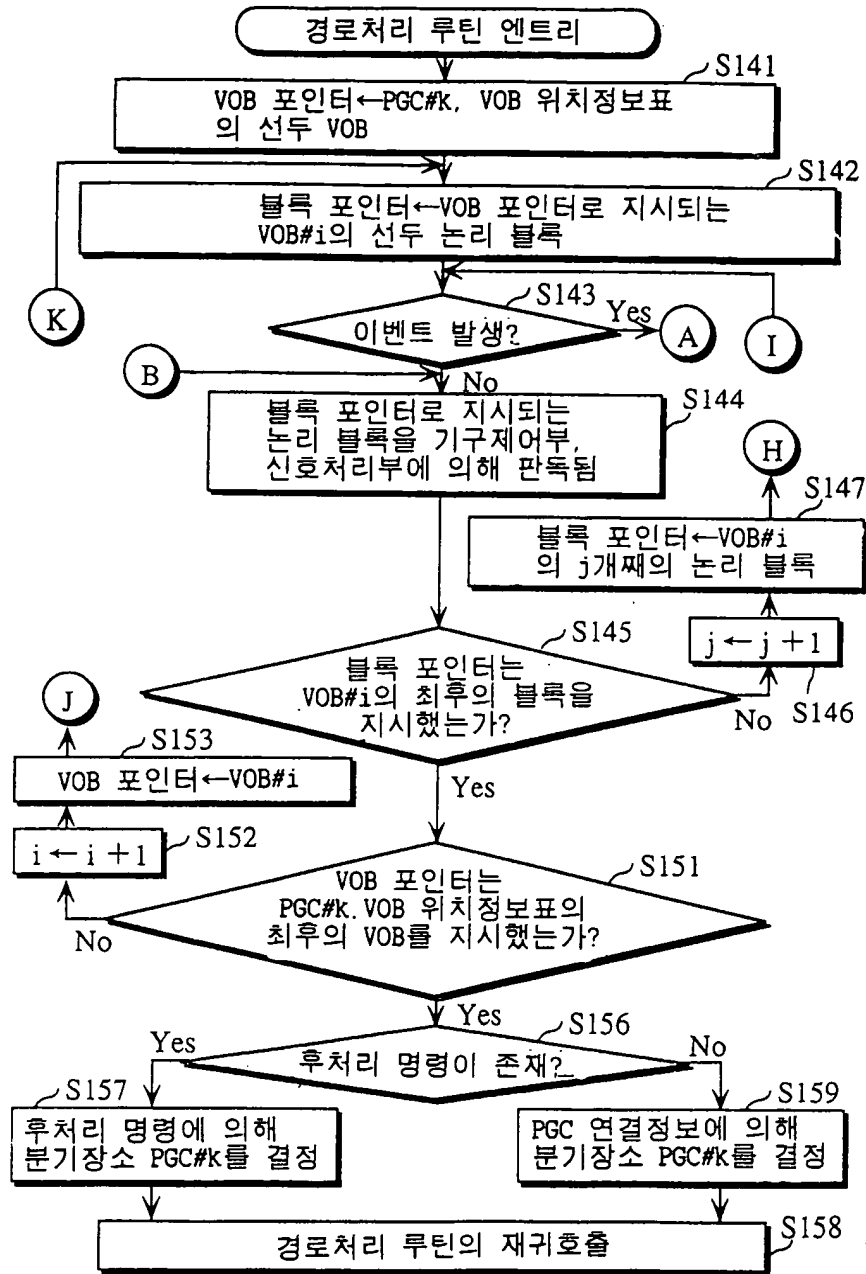 경로처리 루틴 엔트리
S141
VOB 포인터←PGC#k. VOB 위치정보표
의 선두 VOB
S142
블록 포인터←VOB 포인터로 지시되는
VOB#i의 선두 논리 블록
K
S143
이벤트 발생?
Yes
A
I
B
No
S144
블록 포인터로 지시되는
논리 블록을 기구제어부,
신호처리부에 의해 판독됨
H
S147
블록 포인터←VOB#i
의 j개째의 논리 블록
S145
j←j+1
S146
블록 포인터는
VOB#i의 최후의 블록을
지시했는가?
No
J
S153
VOB 포인터←VOB#i
Yes
i←i+1
S152
S151
VOB 포인터는
PGC#k.VOB 위치정보표의
최후의 VOB를 지시했는가?
No
Yes
S156
Yes
후처리 명령이 존재?
No
S157
후처리 명령에 의해
분기장소 PGC#k를 결정
S159
PGC 연결정보에 의해
분기장소 PGC#k를 결정
S158
경로처리 루틴의 재귀호출